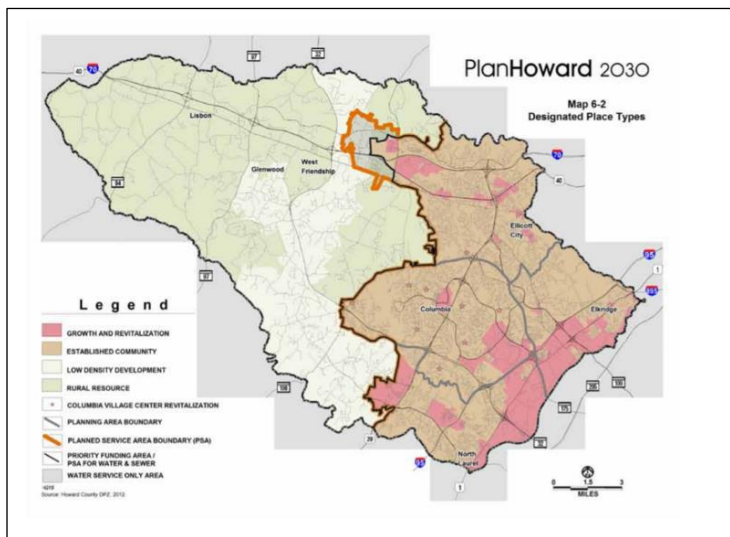 PlanHoward 2030
Map 6-2
Designated Place Types
70
40
97
32
Lisbon
Glenwood
West
Friendship
94
70
40
Ellicott
City
95
1
895
97
Columbia
Elkridge
Legend
GROWTH AND REVITALIZATION
ESTABLISHED COMMUNITY
LOW DENSITY DEVELOPMENT
RURAL RESOURCE
COLUMBIA VILLAGE CENTER REVITALIZATION
PLANNING AREA BOUNDARY
PLANNED SERVICE AREA BOUNDARY (PSA)
PRIORITY FUNDING AREA /
PSA FOR WATER & SEWER
WATER SERVICE ONLY AREA
Source: Howard County DPZ, 2012.
108
100
295
175
32
29
North
Laurel
95
1
0 1.5 3
MILES